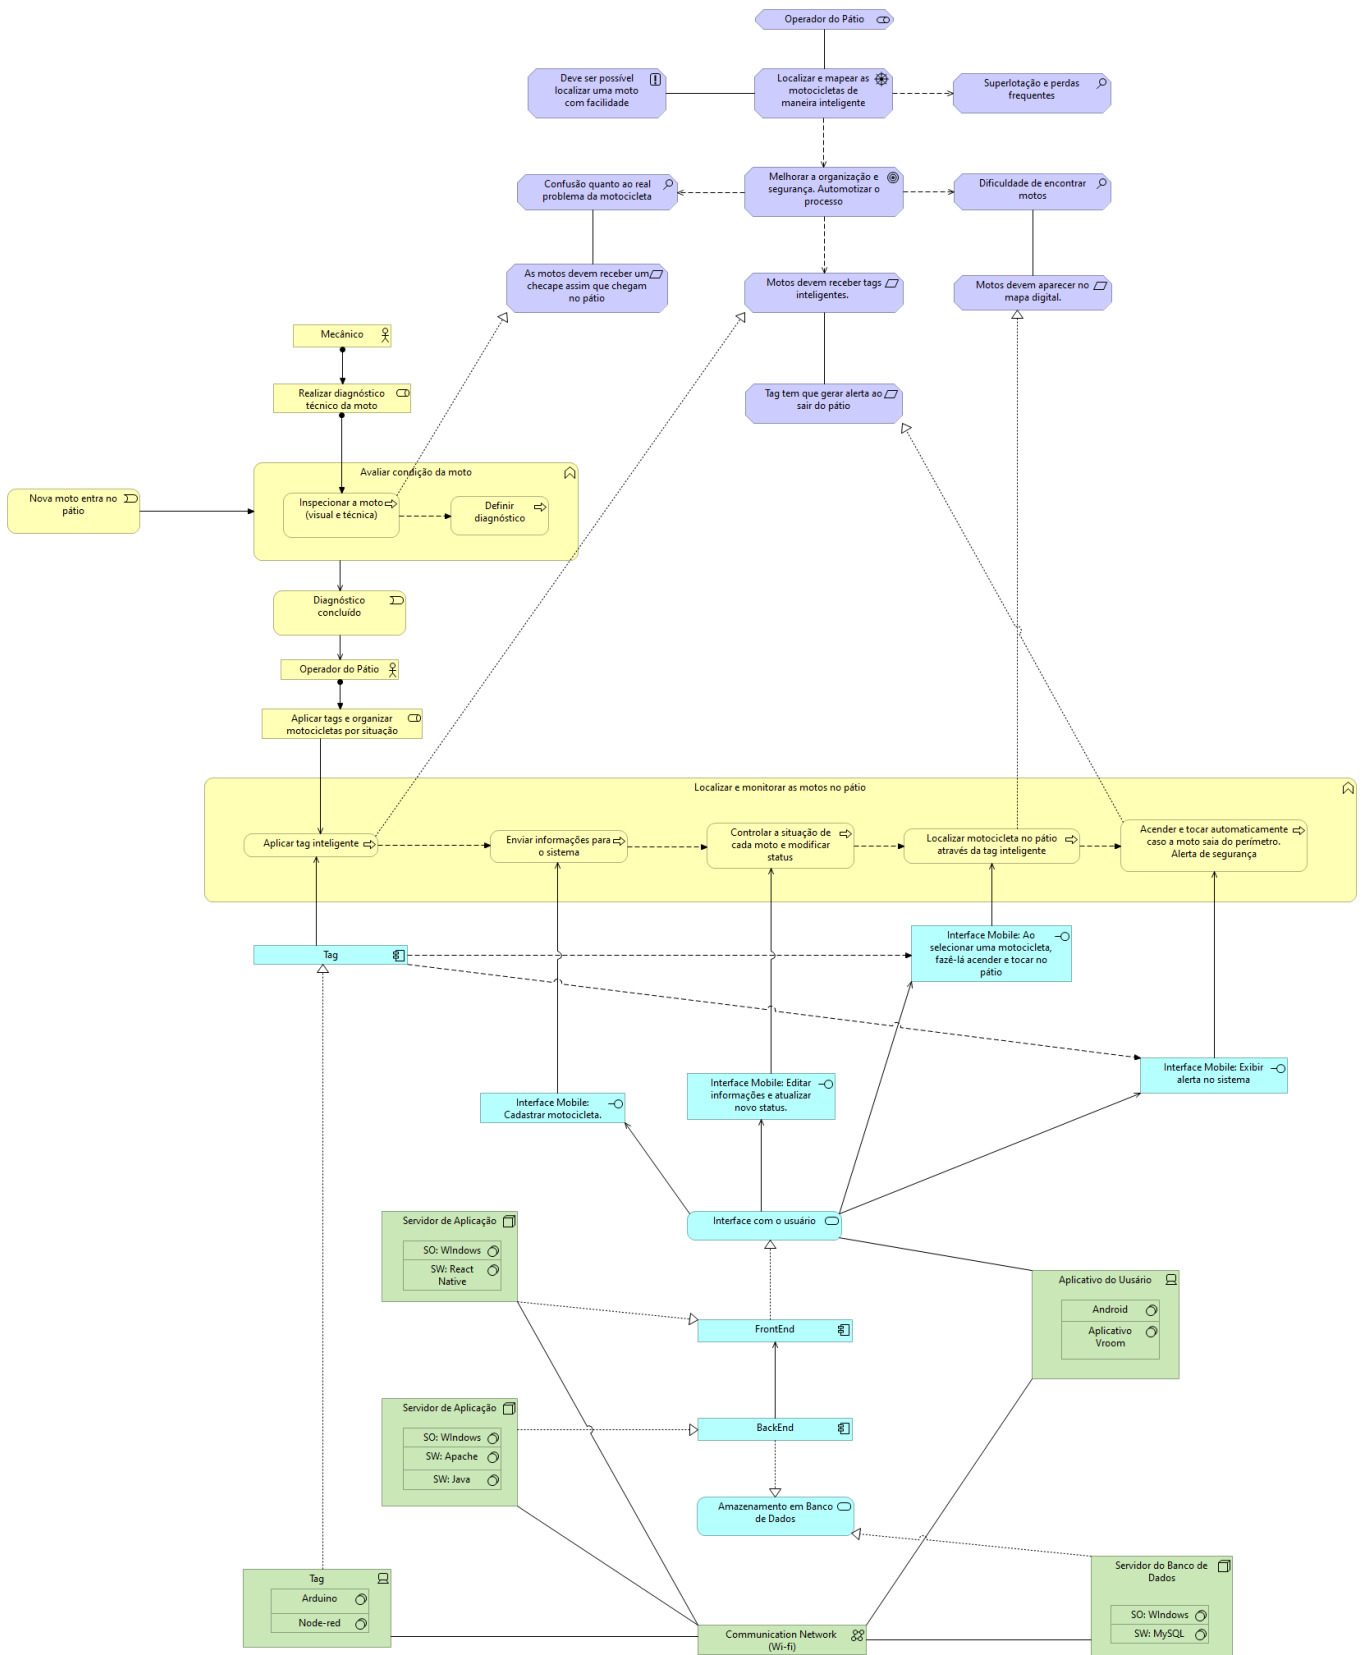 Operador do Pátio
Deve ser possível
localizar uma moto
com facilidade
Localizar e mapear as
motocicletas de
maneira inteligente
Superlotação e perdas
frequentes
Confusão quanto ao real
problema da motocicleta
Melhorar a organização e
segurança. Automotizar o
processo
Dificuldade de encontrar
motos
As motos devem receber um
checape assim que chegam
no pátio
Motos devem receber tags
inteligentes.
Motos devem aparecer no
mapa digital.
Mecânico
Realizar diagnóstico
técnico da moto
Tag tem que gerar alerta ao
sair do pátio
Avaliar condição da moto
Nova moto entra no
pátio
Inspecionar a moto
(visual e técnica)
Definir
diagnóstico
Diagnóstico
concluído
Operador do Pátio
Aplicar tags e organizar
motocicletas por situação
Localizar e monitorar as motos no pátio
Aplicar tag inteligente
Enviar informações para
o sistema
Controlar a situação de
cada moto e modificar
status
Localizar motocicleta no pátio
através da tag inteligente
Acender e tocar automaticamente
caso a moto saia do perímetro.
Alerta de segurança
Tag
Interface Mobile: Ao
selecionar uma motocicleta,
fazê-lá acender e tocar no
pátio
Interface Mobile: Exibir
alerta no sistema
Interface Mobile:
Cadastrar motocicleta.
Interface Mobile: Editar
informações e atualizar
novo status.
Interface com o usuário
Servidor de Aplicação
SO: WIndows
SW: React
Native
Aplicativo do Uusário
Android
Aplicativo
Vroom
FrontEnd
Servidor de Aplicação
SO: WIndows
SW: Apache
SW: Java
BackEnd
Amazenamento em Banco
de Dados
Tag
Arduino
Node-red
Servidor do Banco de
Dados
SO: WIndows
SW: MySQL
Communication Network
(Wi-fi)